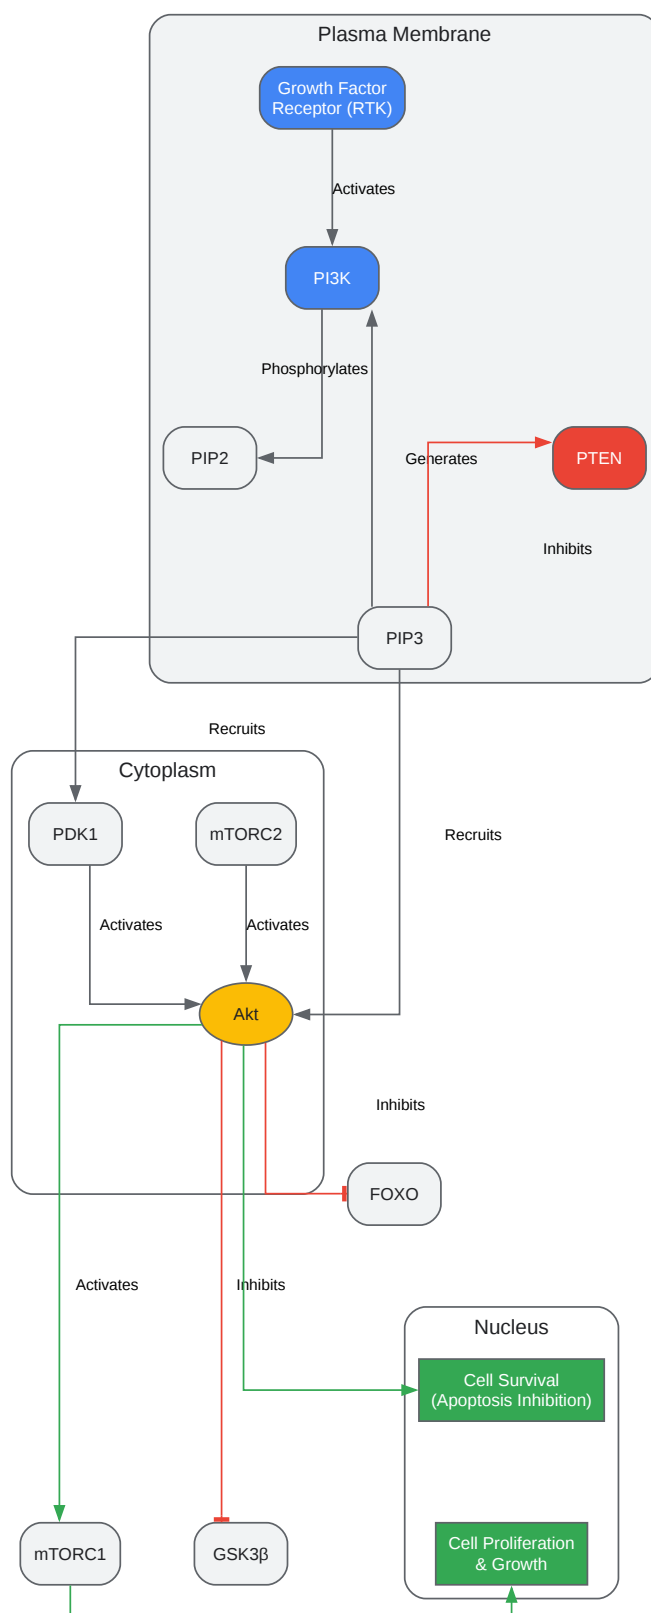 Plasma Membrane
Growth Factor
Receptor (RTK)
Activates
PI3K
Phosphorylates
PIP2
Generates
PTEN
Inhibits
PIP3
Recruits
Cytoplasm
PDK1
mTORC2
Recruits
Activates
Activates
Akt
Inhibits
FOXO
Activates
Inhibits
Nucleus
Cell Survival
(Apoptosis Inhibition)
mTORC1
GSK3β
Cell Proliferation
& Growth